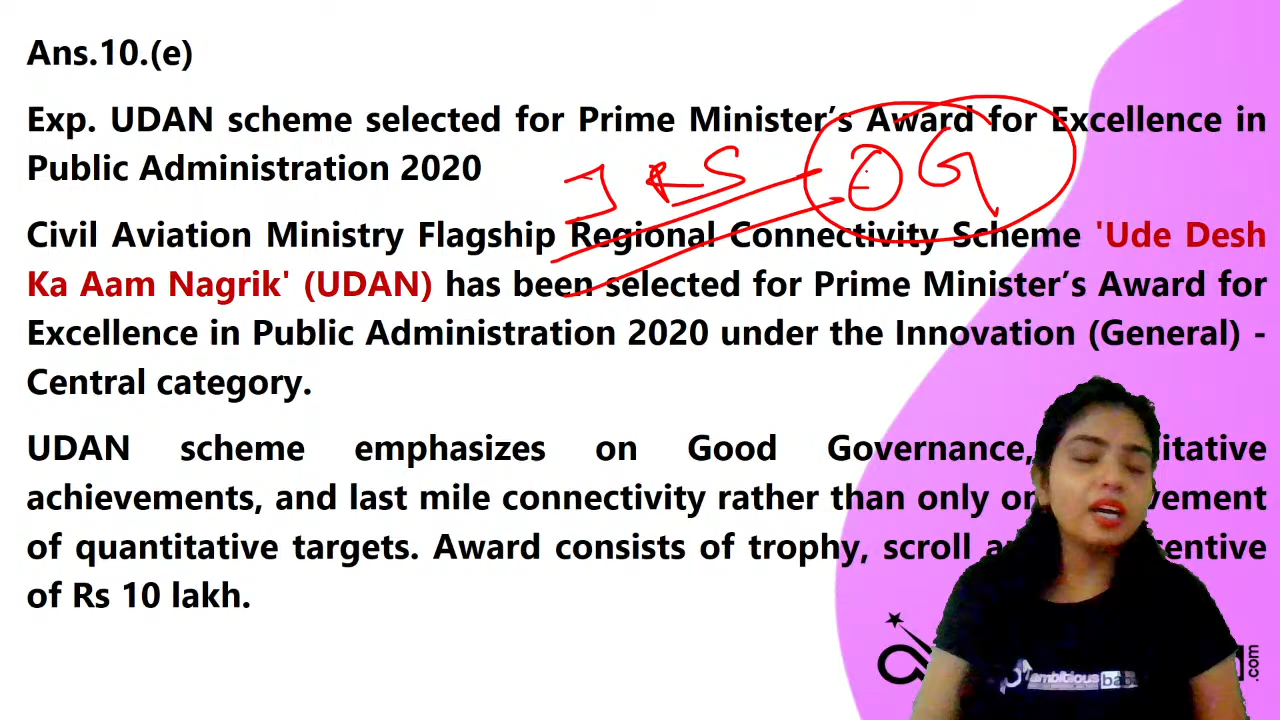 Ans.10.(e)
Exp. UDAN scheme selected for Prime Minister’s Award for Excellence in
Public Administration 2020
Civil Aviation Ministry Flagship Regional Connectivity Scheme 'Ude Desh
Ka Aam Nagrik' (UDAN) has been selected for Prime Minister’s Award for
Excellence in Public Administration 2020 under the Innovation (General) -
Central category.
UDAN scheme emphasizes on Good Governance,
achievements, and last mile connectivity rather than only
of quantitative targets. Award consists of trophy, scroll
of Rs 10 lakh.
ambitious
.com